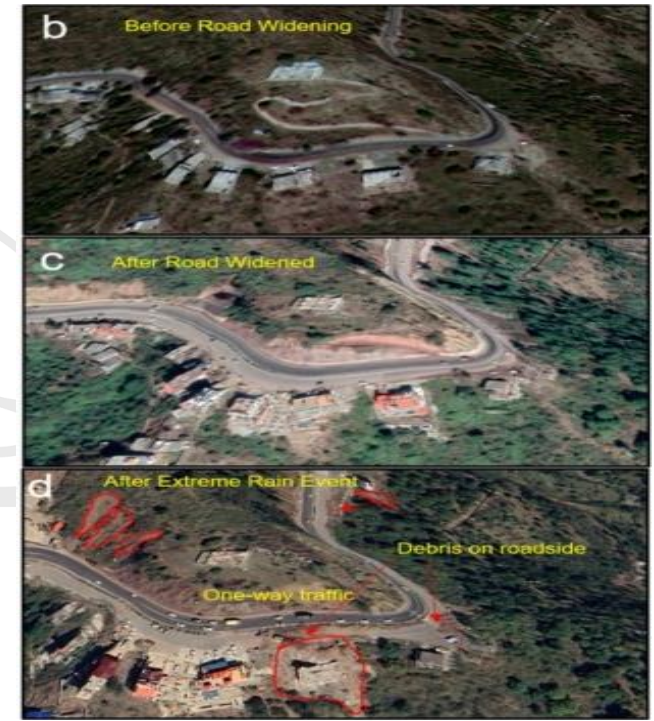 b
Before Road Widening
c
After Road Widened
d
After Extreme Rain Event
Debris on roadside
One-way traffic